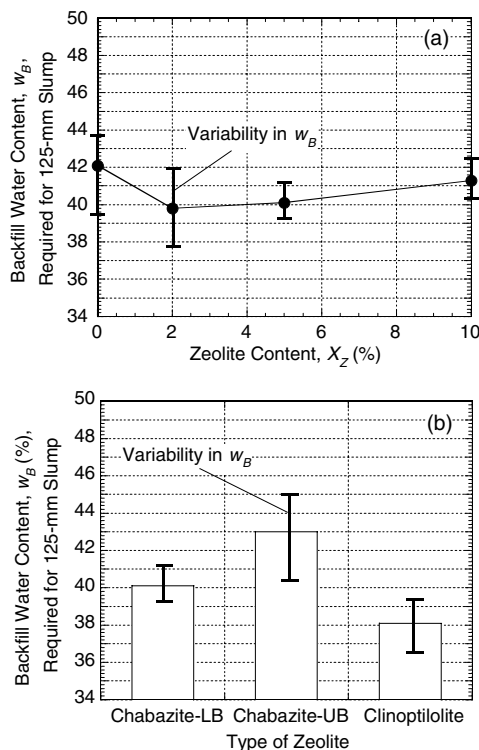 (a)
Backfill Water Content, w_B,
Required for 125-mm Slump
50
48
46
44
42
40
38
36
34
Variability in w_B
0 2 4 6 8 10
Zeolite Content, X_Z (%)
(b)
Backfill Water Content, w_B (%),
Required for 125-mm Slump
50
48
46
44
42
40
38
36
34
Variability in w_B
Chabazite-LB Chabazite-UB Clinoptilolite
Type of Zeolite